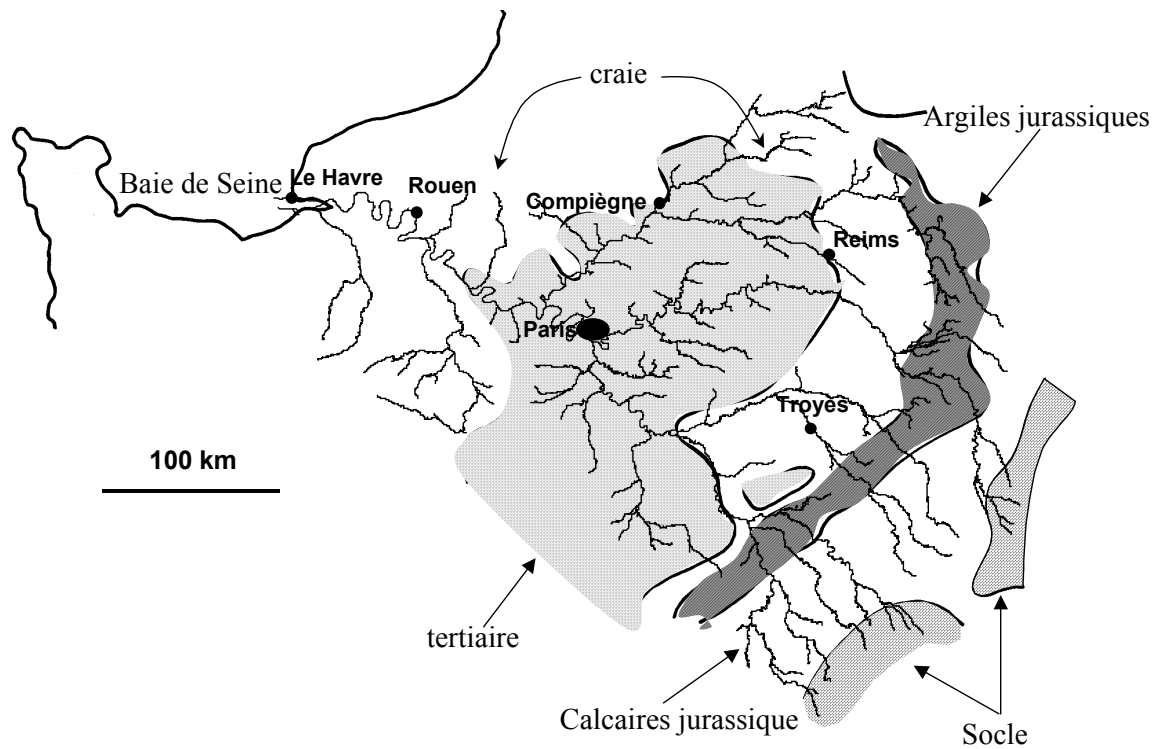 craie
Argiles jurassiques
Baie de Seine
Le Havre
Rouen
Compiègne
Reims
Paris
Troyes
100 km
tertiaire
Calcaires jurassique
Socle